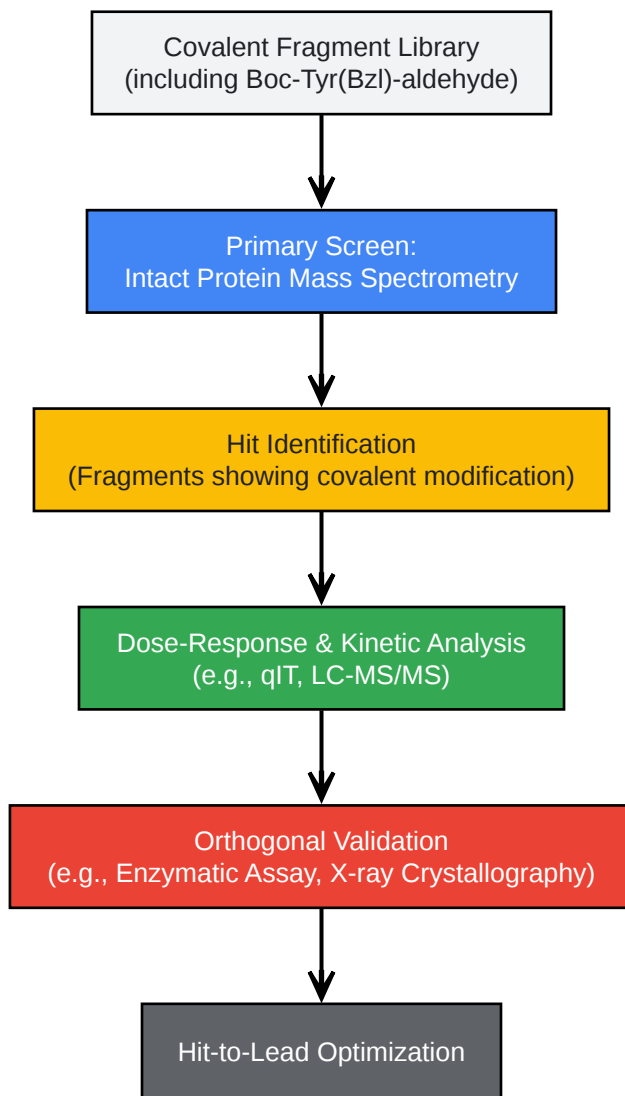 Covalent Fragment Library
(including Boc-Tyr(Bzl)-aldehyde)
Primary Screen:
Intact Protein Mass Spectrometry
Hit Identification
(Fragments showing covalent modification)
Dose-Response & Kinetic Analysis
(e.g., qIT, LC-MS/MS)
Orthogonal Validation
(e.g., Enzymatic Assay, X-ray Crystallography)
Hit-to-Lead Optimization